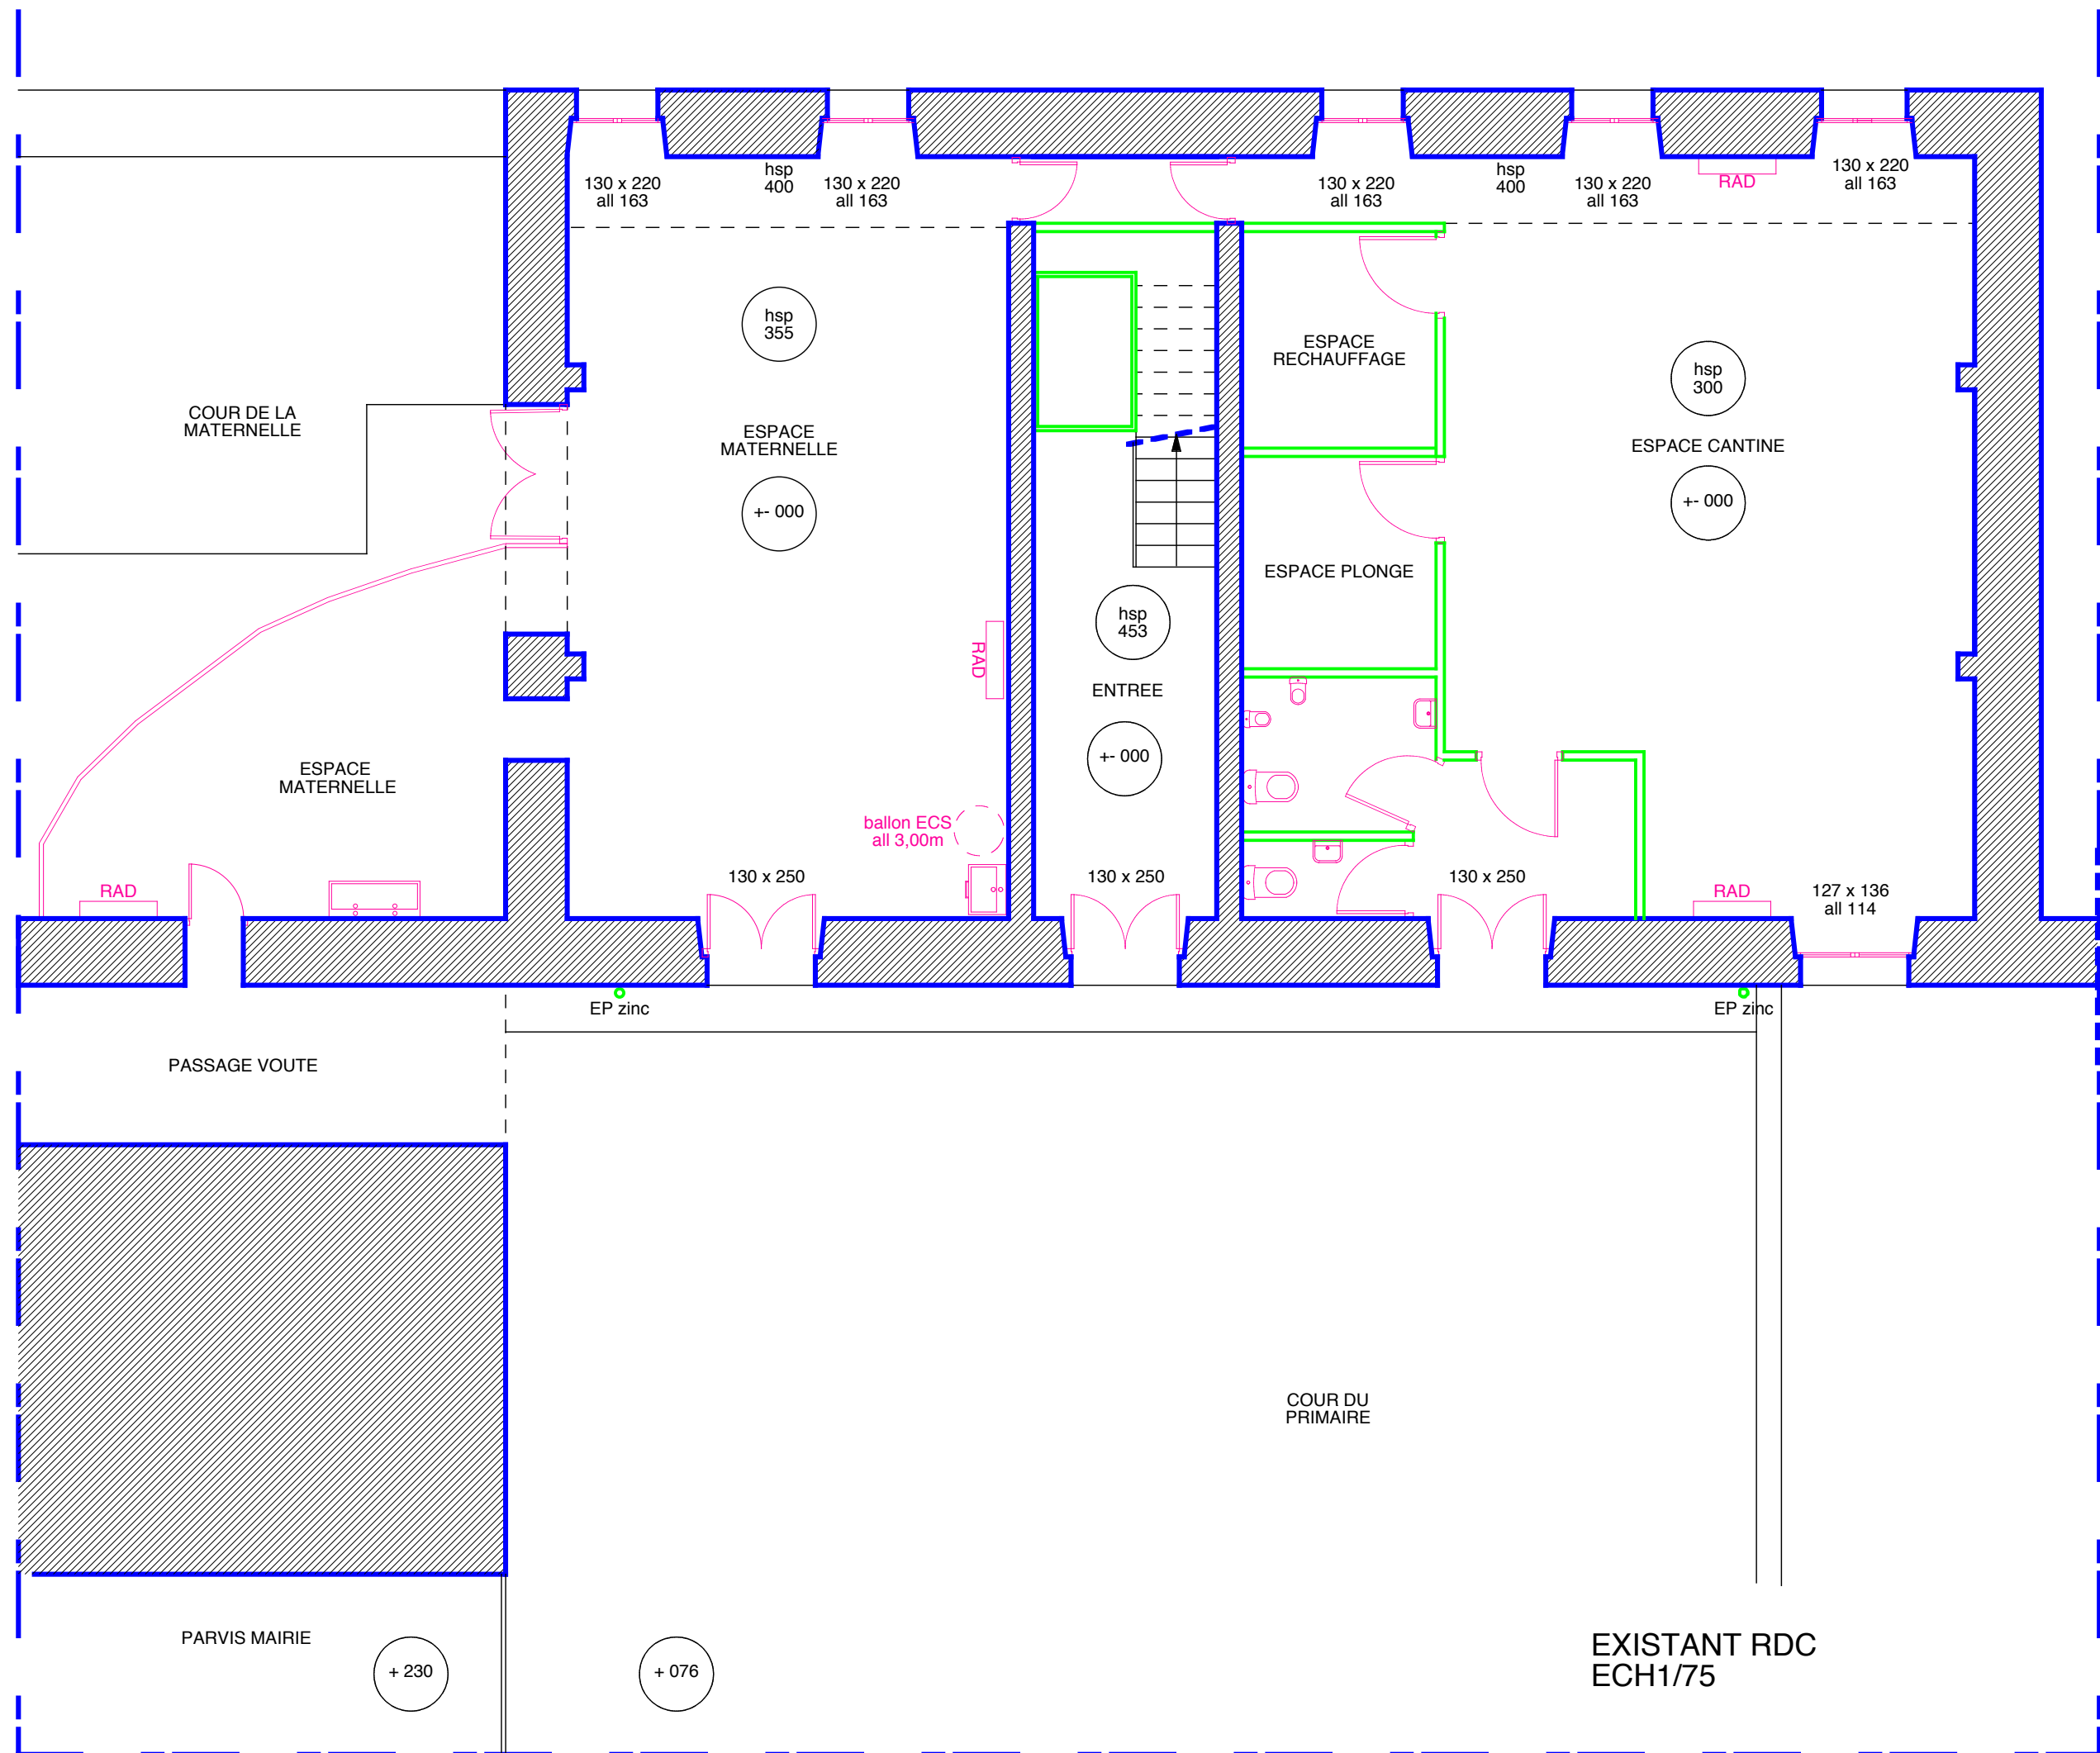 130 x 220
all 163
hsp
400
130 x 220
all 163
130 x 220
all 163
hsp
400
130 x 220
all 163
RAD
130 x 220
all 163
hsp
355
ESPACE
RECHAUFFAGE
hsp
300
COUR DE LA
MATERNELLE
ESPACE
MATERNELLE
ESPACE CANTINE
+- 000
+- 000
ESPACE PLONGE
hsp
453
RAD
ENTREE
+- 000
ESPACE
MATERNELLE
ballon ECS
all 3,00m
RAD
130 x 250
130 x 250
130 x 250
RAD
127 x 136
all 114
EP zinc
EP zinc
PASSAGE VOUTE
COUR DU
PRIMAIRE
PARVIS MAIRIE
+ 230
+ 076
EXISTANT RDC
ECH1/75